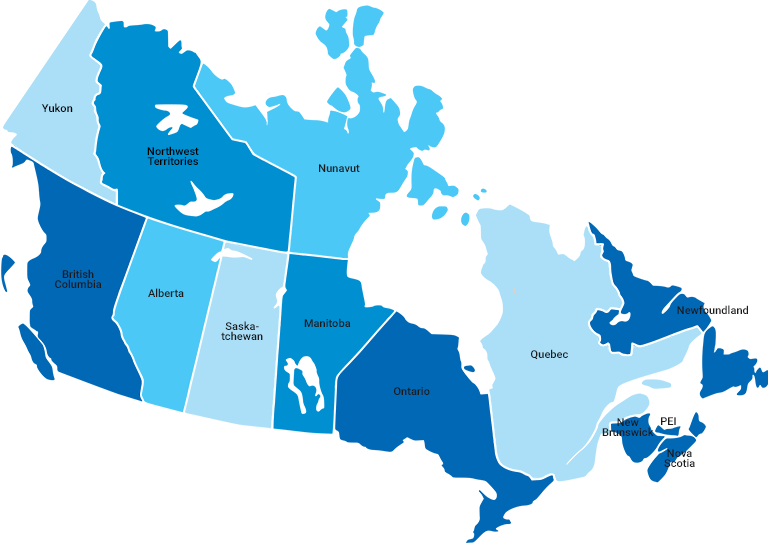 Yukon
Northwest
Territories
Nunavut
British
Columbia
Alberta
Saska-
tchewan
Manitoba
Ontario
Quebec
Newfoundland
New
Brunswick
PEI
Nova
Scotia